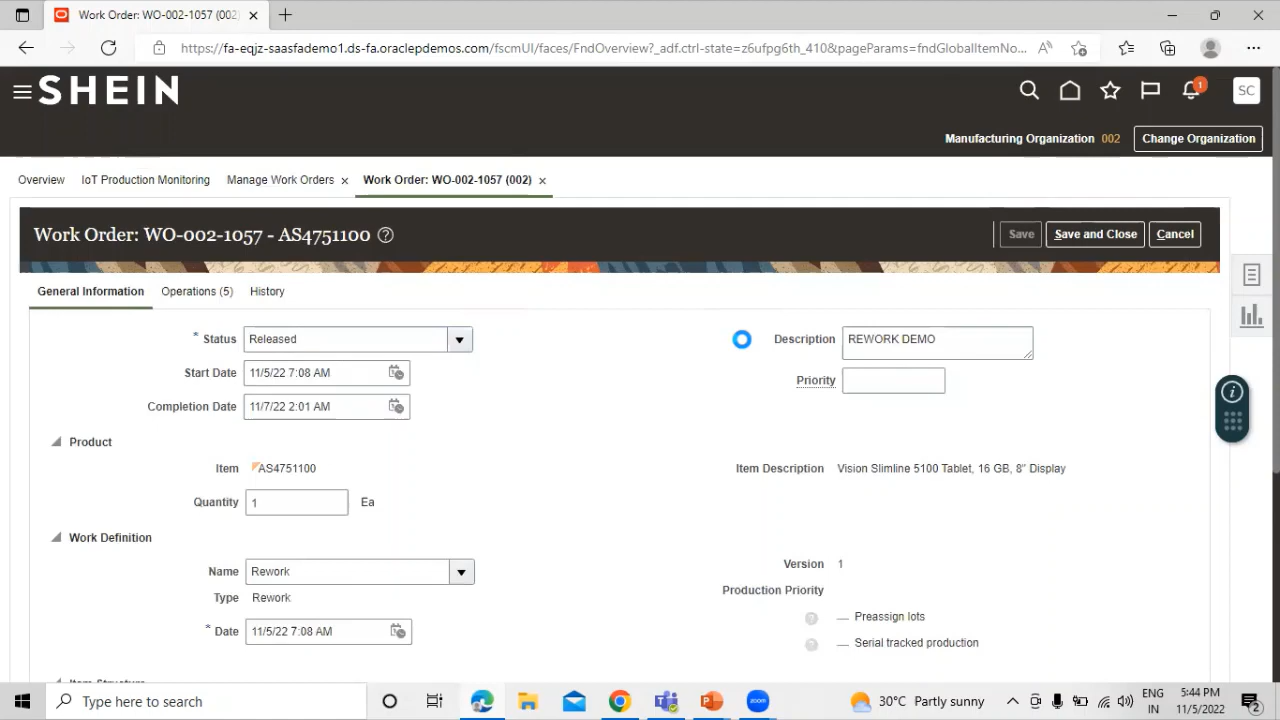 Work Order: WO-002-1057 (002)
https://fa-eqjz-saasfademo1.ds-fa.oraclepdemos.com/fscmUI/faces/FndOverview?_adf.ctrl-state=z6ufpg6th_410&pageParams=fndGlobalItemNo...
SHEIN
1
SC
Manufacturing Organization 002 Change Organization
Overview IoT Production Monitoring Manage Work Orders Work Order: WO-002-1057 (002)
Work Order: WO-002-1057 - AS4751100
Save Save and Close Cancel
General Information Operations (5) History
* Status Released Description REWORK DEMO
Start Date 11/5/22 7:08 AM Priority
Completion Date 11/7/22 2:01 AM
Product
Item AS4751100 Item Description Vision Slimline 5100 Tablet, 16 GB, 8" Display
Quantity 1 Ea
Work Definition
Name Rework Version 1
Type Rework Production Priority
* Date 11/5/22 7:08 AM Preassign lots
Serial tracked production
Item Structure
Type here to search 30°C Partly sunny ENG IN 5:44 PM 11/5/2022 2